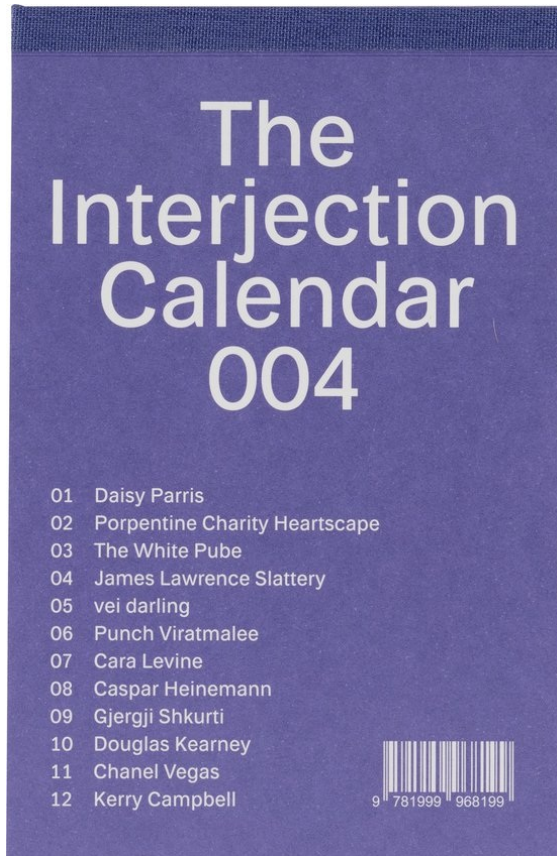 The
Interjection
Calendar
004
01 Daisy Parris
02 Porpentine Charity Heartscape
03 The White Pube
04 James Lawrence Slattery
05 vei darling
06 Punch Viratmalee
07 Cara Levine
08 Caspar Heinemann
09 Gjergji Shkurti
10 Douglas Kearney
11 Chanel Vegas
12 Kerry Campbell
9 781999 968199